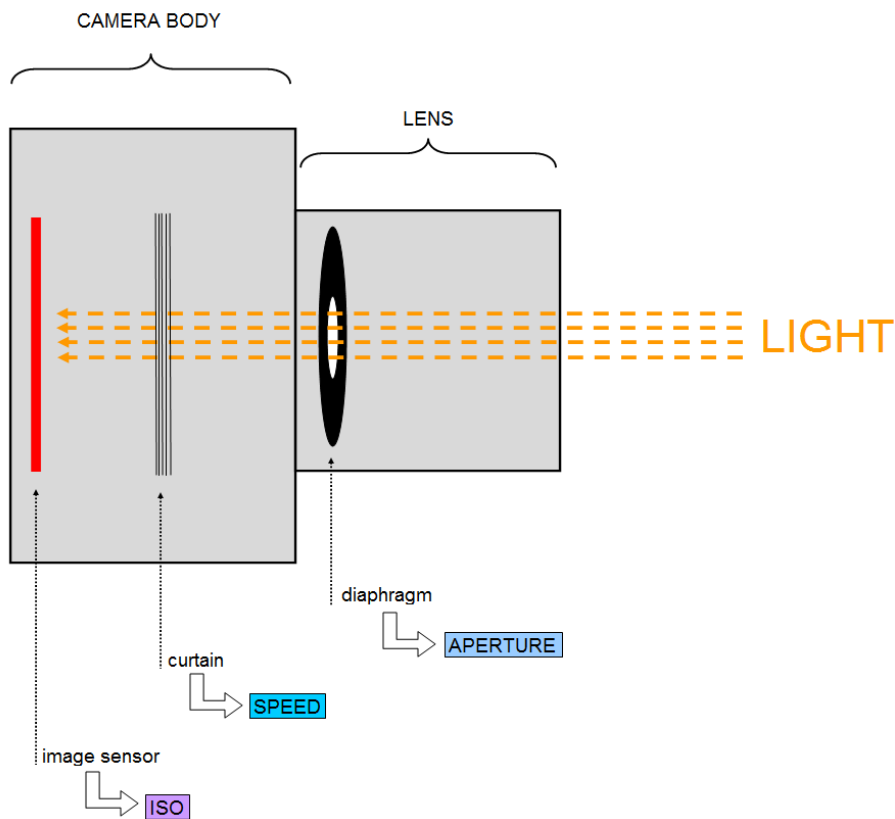 CAMERA BODY
LENS
LIGHT
diaphragm
APERTURE
curtain
SPEED
image sensor
ISO